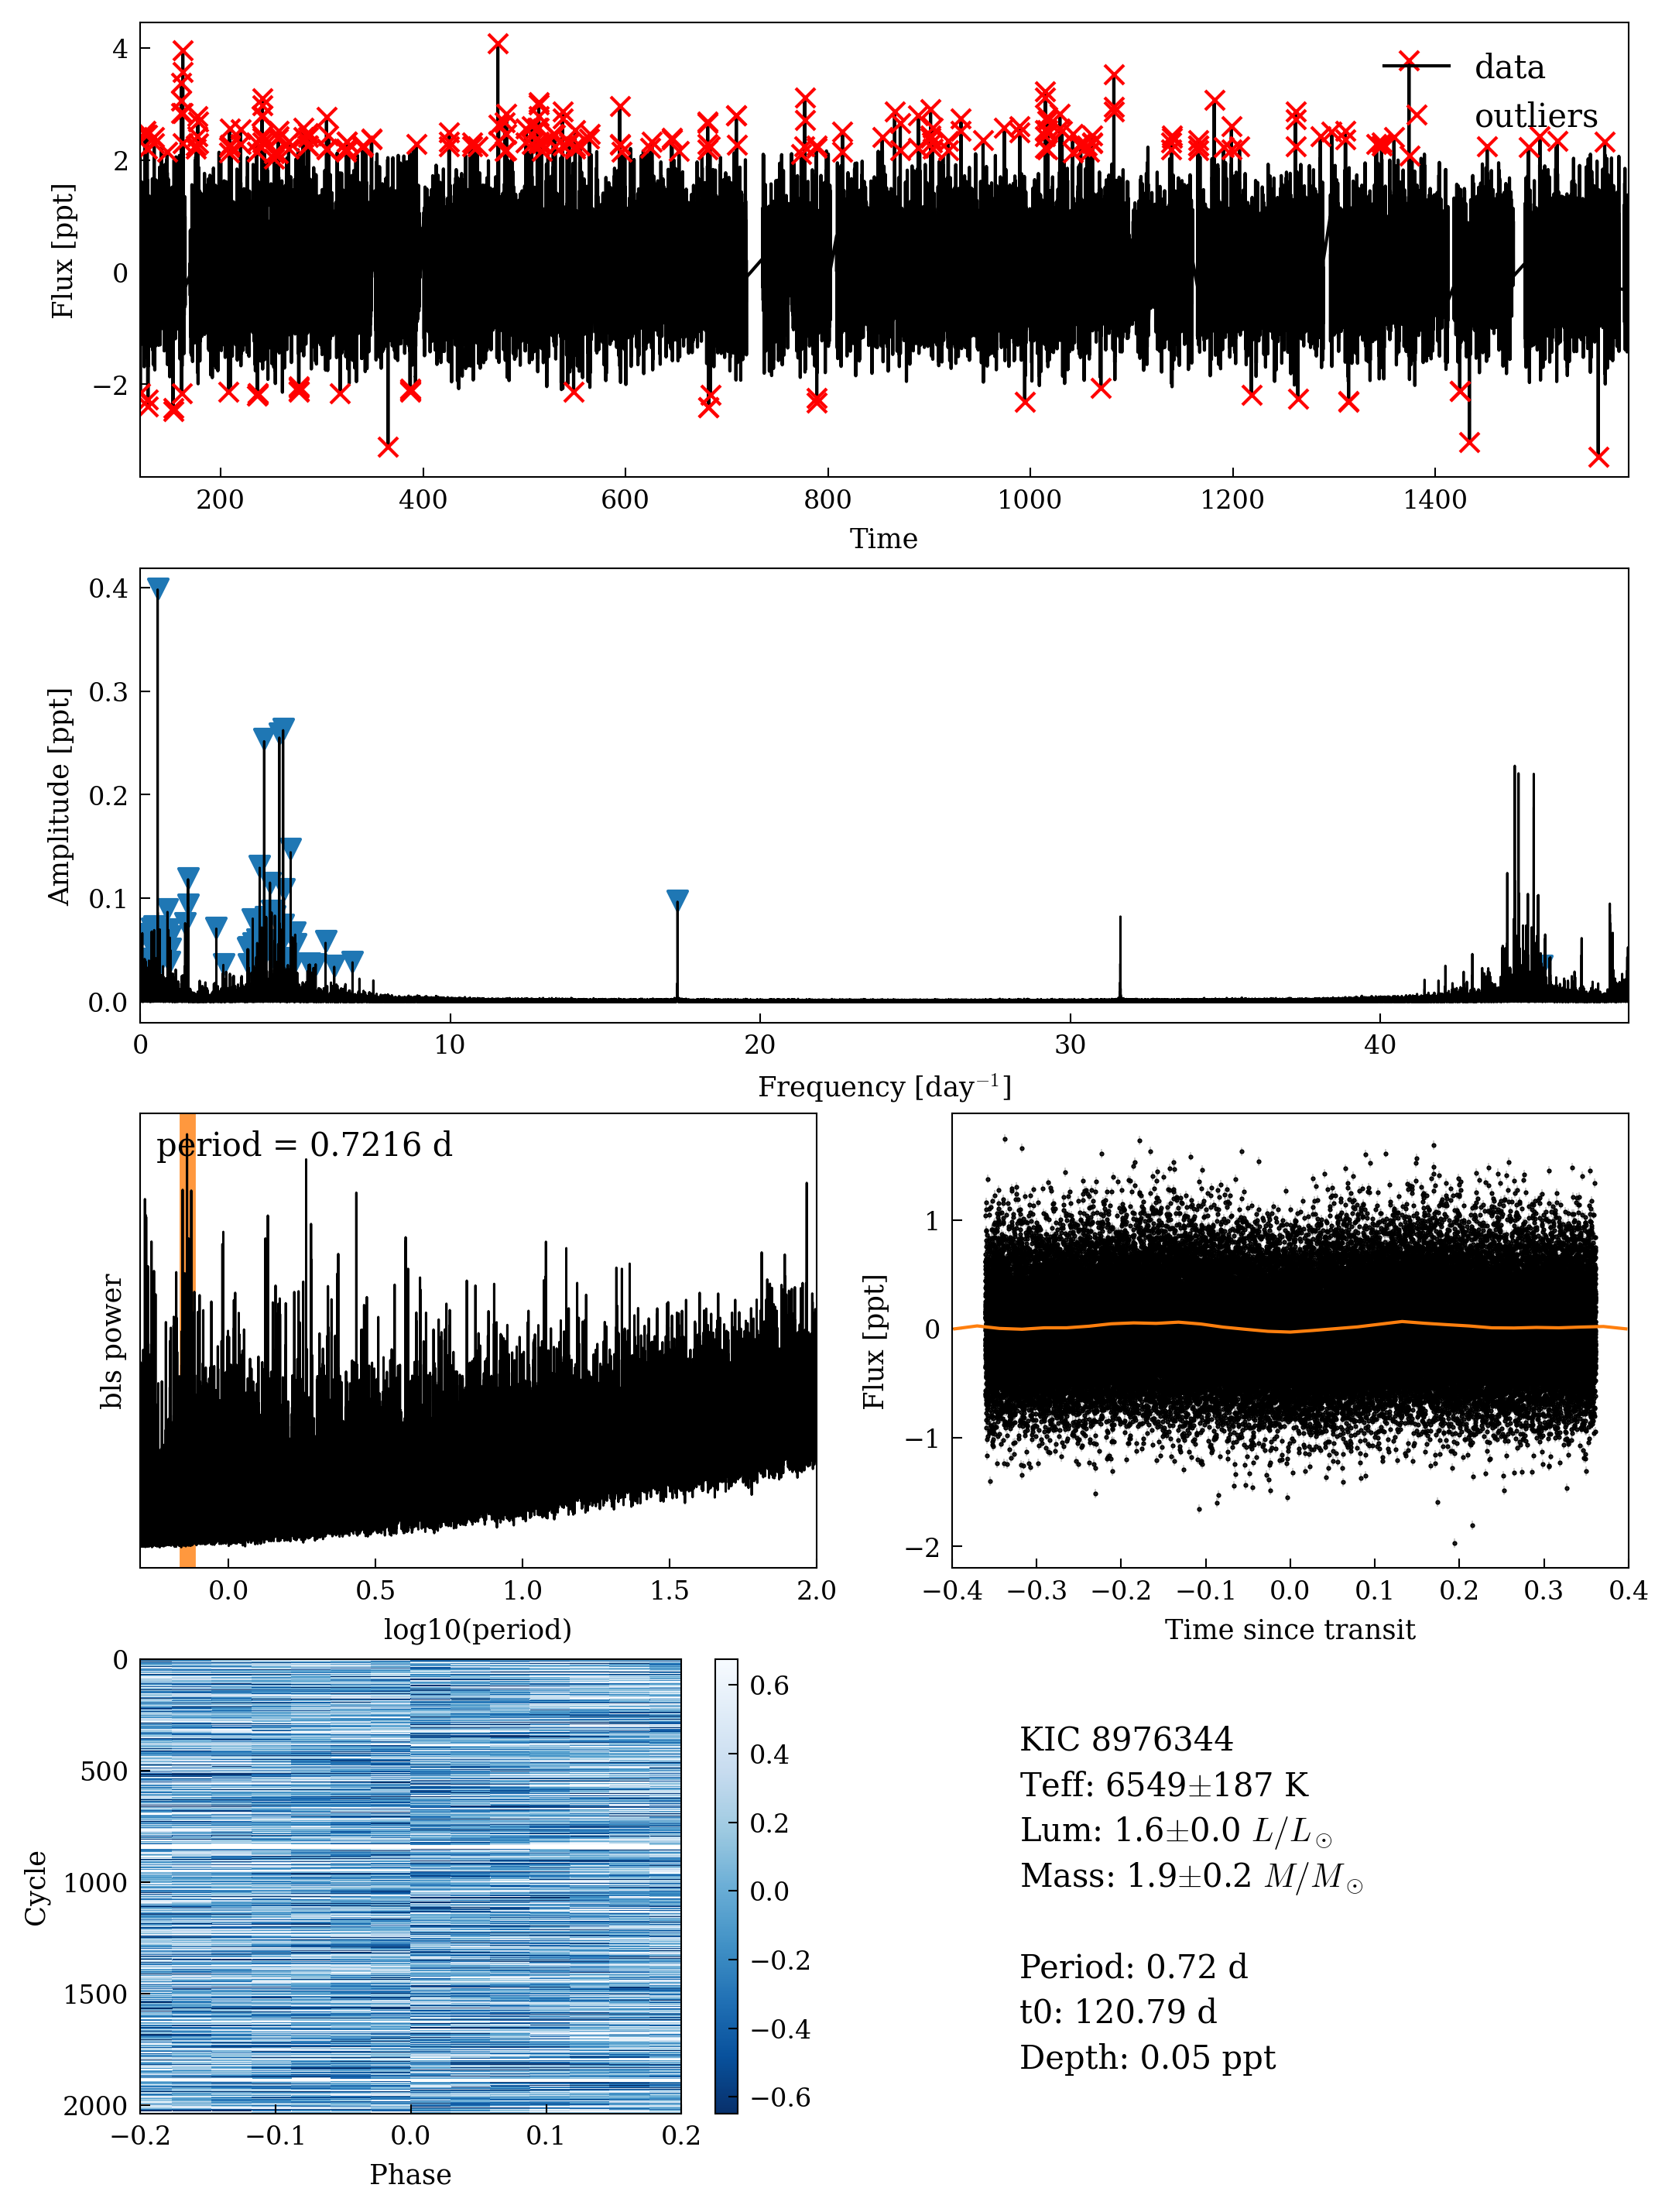 4
2
0
−2
Flux [ppt]
data
outliers
200
400
600
800
1000
1200
1400
Time
0.4
0.3
0.2
0.1
0.0
Amplitude [ppt]
0
10
20
30
40
Frequency [day⁻¹]
period = 0.7216 d
bls power
0.0
0.5
1.0
1.5
2.0
log10(period)
1
0
−1
−2
Flux [ppt]
−0.4
−0.3
−0.2
−0.1
0.0
0.1
0.2
0.3
0.4
Time since transit
0
500
1000
1500
2000
Cycle
−0.2
−0.1
0.0
0.1
0.2
Phase
0.6
0.4
0.2
0.0
−0.2
−0.4
−0.6
KIC 8976344
Teff: 6549±187 K
Lum: 1.6±0.0 L/L⊙
Mass: 1.9±0.2 M/M⊙
Period: 0.72 d
t0: 120.79 d
Depth: 0.05 ppt